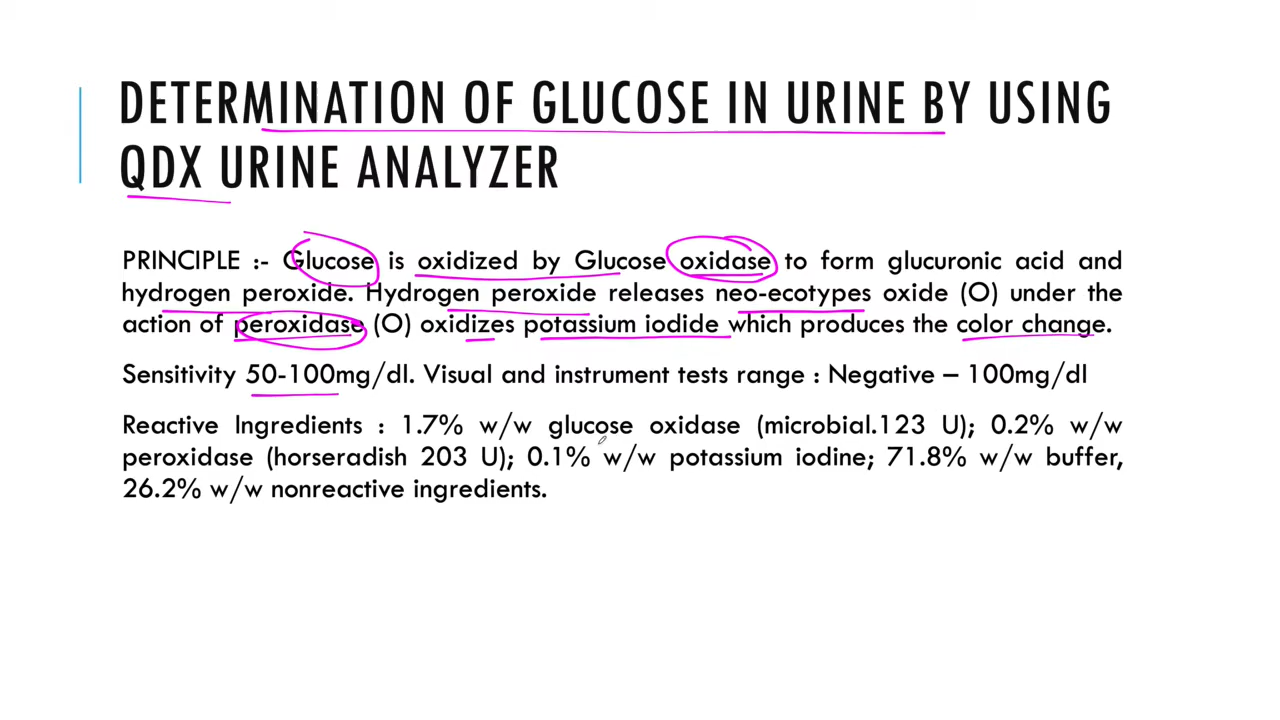 DETERMINATION OF GLUCOSE IN URINE BY USING
QDX URINE ANALYZER
PRINCIPLE :- Glucose is oxidized by Glucose oxidase to form glucuronic acid and
hydrogen peroxide. Hydrogen peroxide releases neo-ecotypes oxide (O) under the
action of peroxidase (O) oxidizes potassium iodide which produces the color change.
Sensitivity 50-100mg/dl. Visual and instrument tests range : Negative – 100mg/dl
Reactive Ingredients : 1.7% w/w glucose oxidase (microbial.123 U); 0.2% w/w
peroxidase (horseradish 203 U); 0.1% w/w potassium iodine; 71.8% w/w buffer,
26.2% w/w nonreactive ingredients.